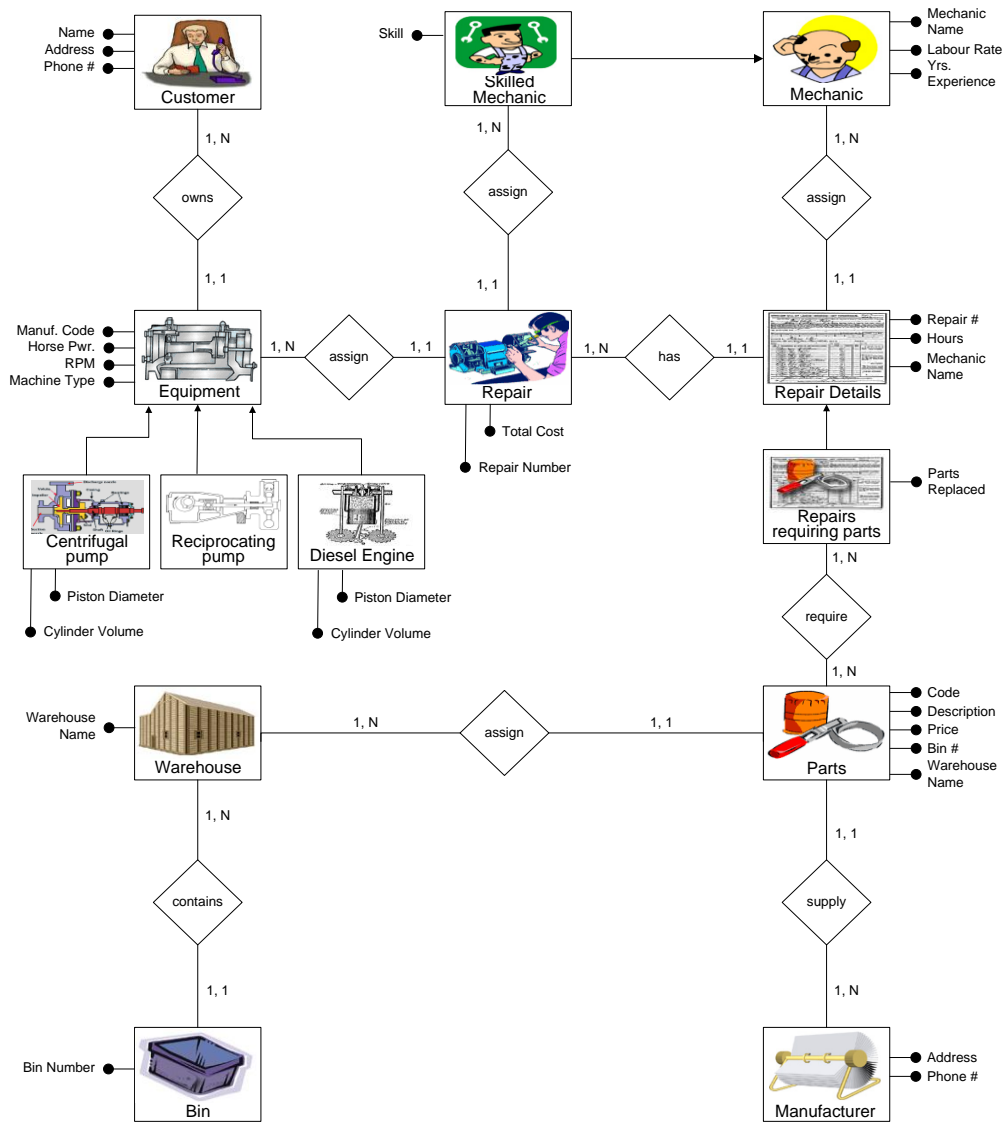 Name
Address
Phone #
Customer
Skill
Skilled
Mechanic
Mechanic
Name
Labour Rate
Yrs.
Experience
Mechanic
1, N
1, N
1, N
owns
assign
assign
1, 1
1, 1
1, 1
Manuf. Code
Horse Pwr.
RPM
Machine Type
Equipment
1, N
assign
1, 1
Repair
1, N
has
1, 1
Repair Details
Repair #
Hours
Mechanic
Name
Total Cost
Repair Number
Centrifugal
pump
Reciprocating
pump
Diesel Engine
Repairs
requiring parts
Parts
Replaced
Piston Diameter
Cylinder Volume
Piston Diameter
Cylinder Volume
1, N
require
1, N
Warehouse
Name
Warehouse
1, N
assign
1, 1
Parts
Code
Description
Price
Bin #
Warehouse
Name
1, N
1, 1
contains
supply
1, 1
1, N
Bin Number
Bin
Manufacturer
Address
Phone #